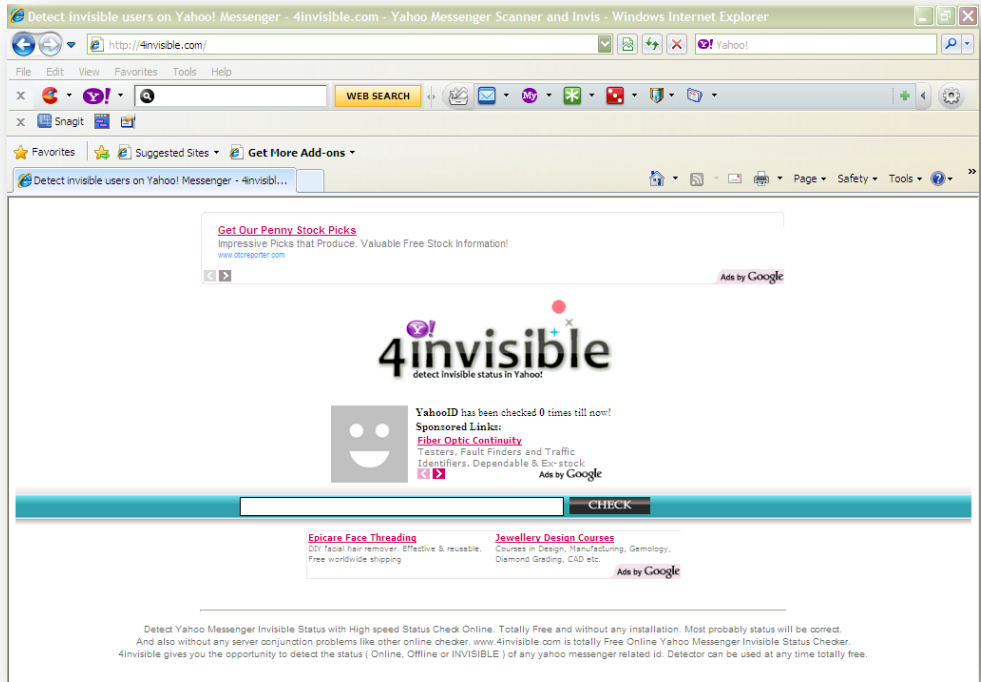 Detect invisible users on Yahoo! Messenger - 4invisible.com - Yahoo Messenger Scanner and Invis - Windows Internet Explorer
http://4invisible.com/
Yahoo!
File Edit View Favorites Tools Help
WEB SEARCH
My
Snagit
Favorites Suggested Sites Get More Add-ons
Detect invisible users on Yahoo! Messenger - 4invisibl...
Page Safety Tools
Get Our Penny Stock Picks
Impressive Picks that Produce. Valuable Free Stock Information!
www.otcreporter.com
Ads by Google
4invisible
detect invisible status in Yahoo!
YahooID has been checked 0 times till now!
Sponsored Links:
Fiber Optic Continuity
Testers, Fault Finders and Traffic
Identifiers. Dependable & Ex-stock
Ads by Google
CHECK
Epicare Face Threading
DIY facial hair remover. Effective & reusable.
Free worldwide shipping
Jewellery Design Courses
Courses in Design, Manufacturing, Gemology,
Diamond Grading, CAD etc.
Ads by Google
Detect Yahoo Messenger Invisible Status with High speed Status Check Online. Totally Free and without any installation. Most probably status will be correct.
And also without any server conjunction problems like other online checker. www.4invisible.com is totally Free Online Yahoo Messenger Invisible Status Checker.
4invisible gives you the opportunity to detect the status ( Online, Offline or INVISIBLE ) of any yahoo messenger related id. Detector can be used at any time totally free.